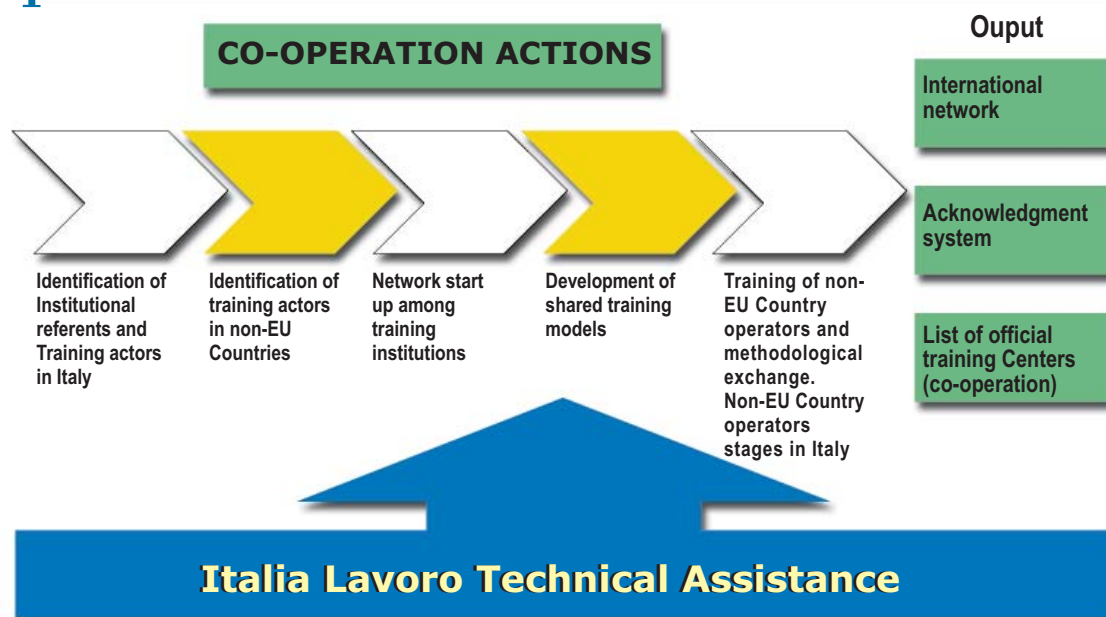 CO-OPERATION ACTIONS
Identification of
Institutional
referents and
Training actors
in Italy
Identification of
training actors
in non-EU
Countries
Network start
up among
training
institutions
Development of
shared training
models
Training of non-
EU Country
operators and
methodological
exchange.
Non-EU Country
operators
stages in Italy
Ouput
International
network
Acknowledgment
system
List of official
training Centers
(co-operation)
Italia Lavoro Technical Assistance